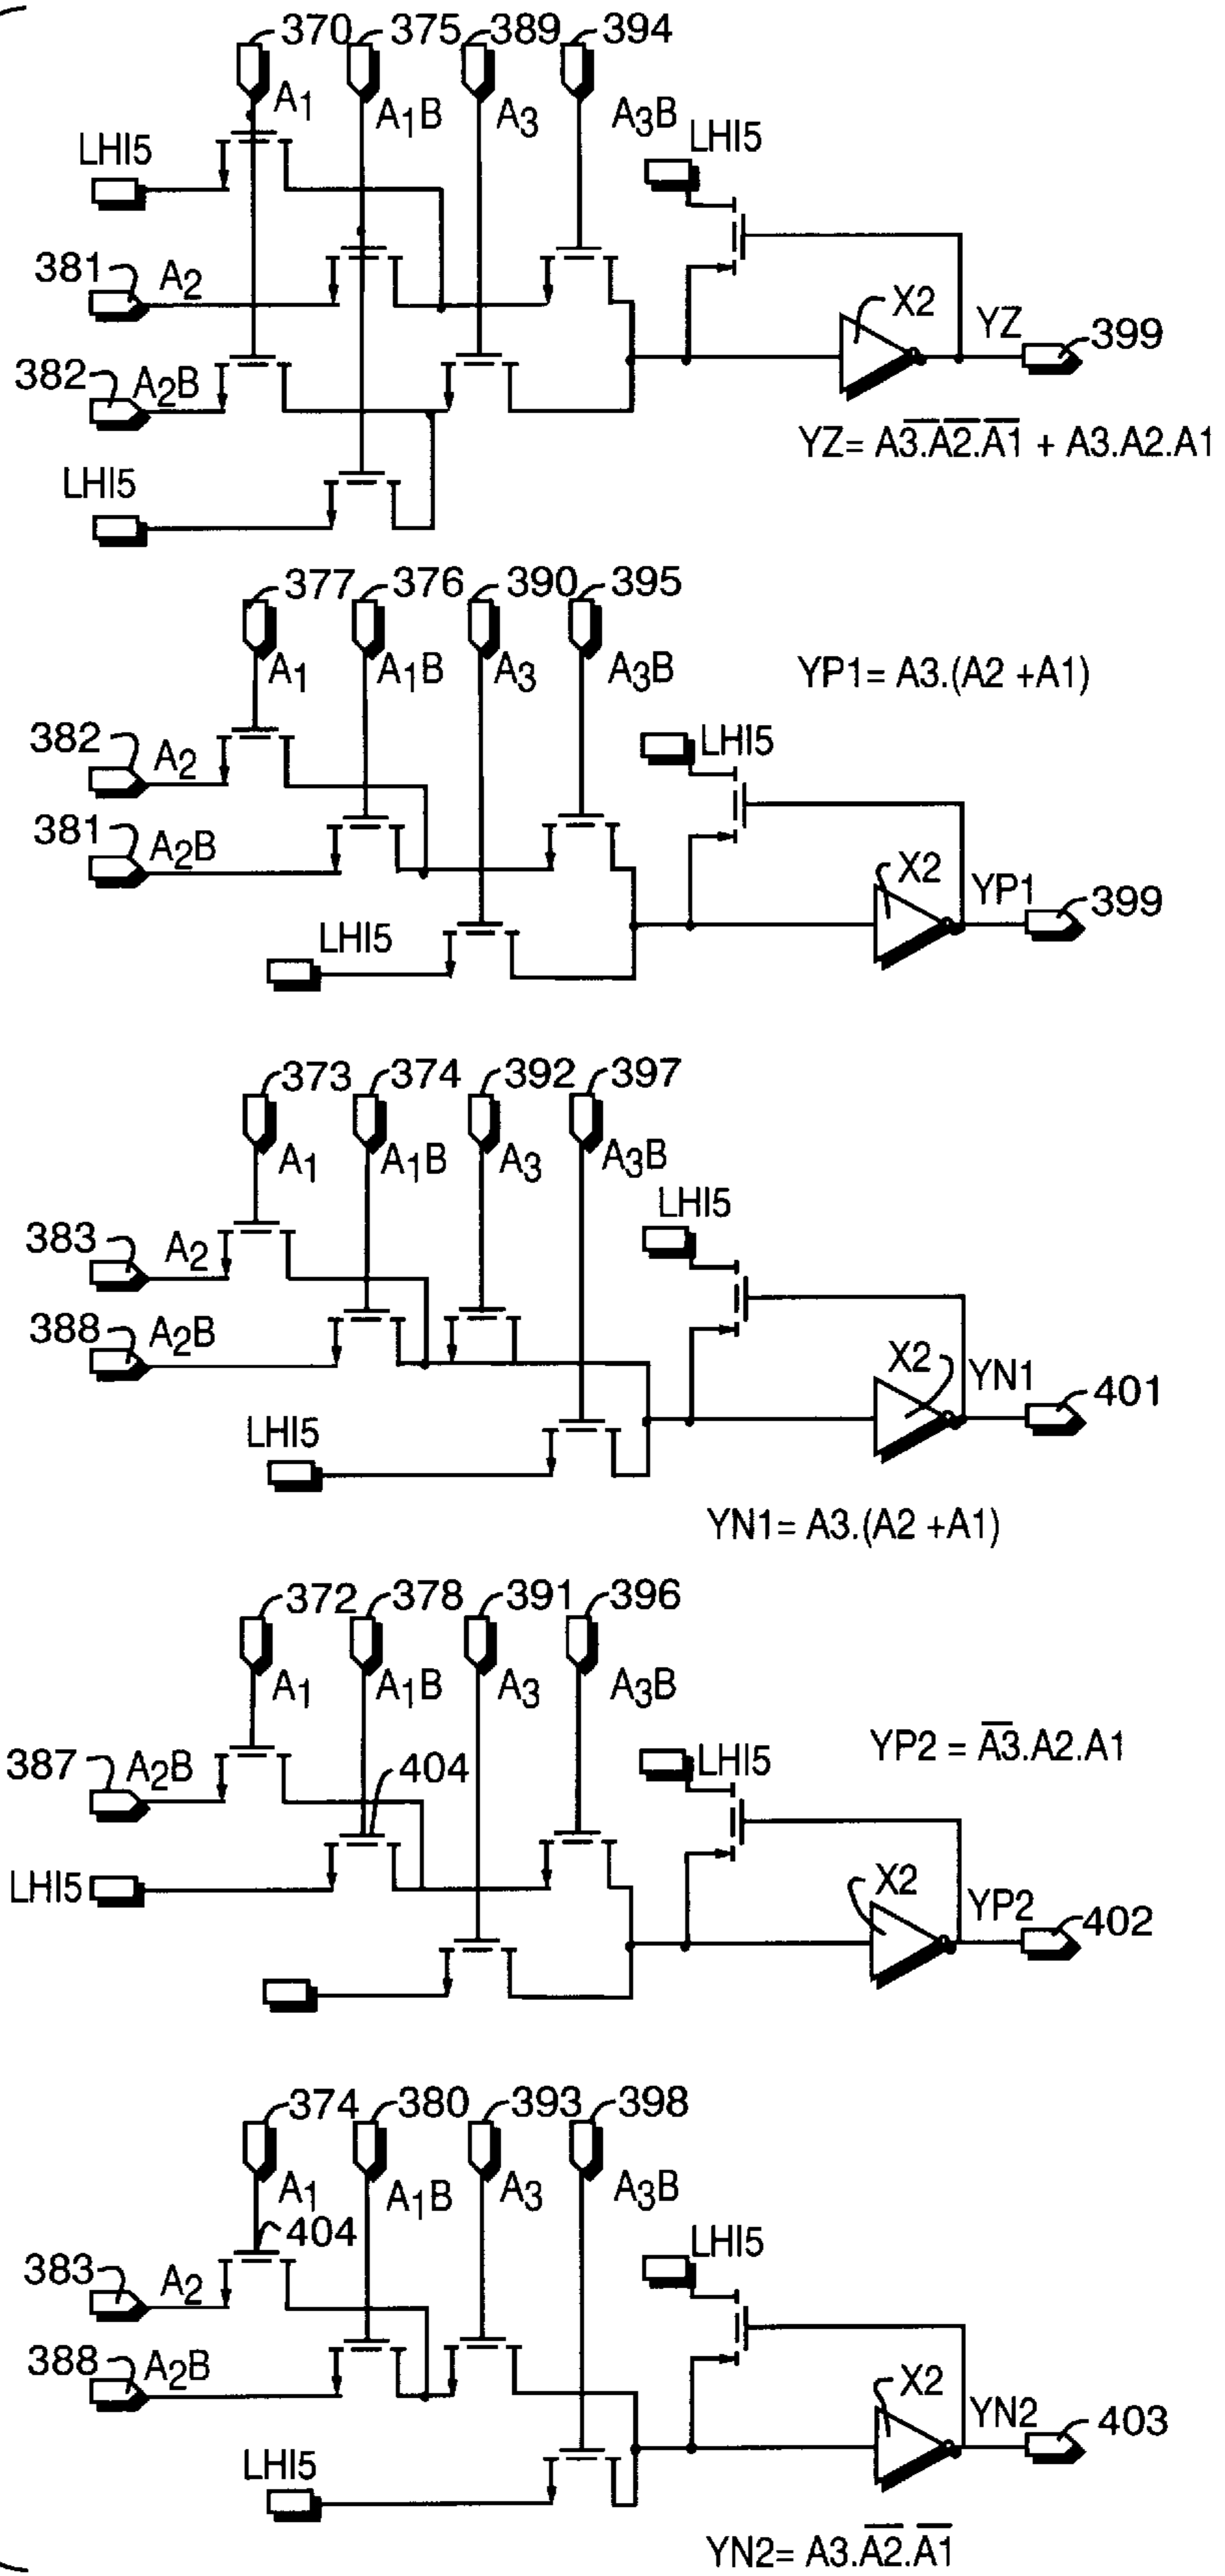 370 375 389 394
A1 A1B A3 A3B
LHI5 LHI5
381 A2
X2 YZ 399
382 A2B
YZ= A3̅.A2̅.A1̅ + A3.A2.A1
LHI5
377 376 390 395
A1 A1B A3 A3B
YP1= A3.(A2 +A1)
382 A2 LHI5
381 A2B
X2 YP1 399
LHI5
373 374 392 397
A1 A1B A3 A3B
LHI5
383 A2
388 A2B
X2 YN1 401
LHI5
YN1= A3.(A2 +A1)
372 378 391 396
A1 A1B A3 A3B
YP2 = A3̅.A2.A1
387 A2B 404 LHI5
LHI5
X2 YP2 402
374 380 393 398
A1 A1B A3 A3B
404 LHI5
383 A2
388 A2B
X2 YN2 403
LHI5
YN2= A3.A2̅.A1̅